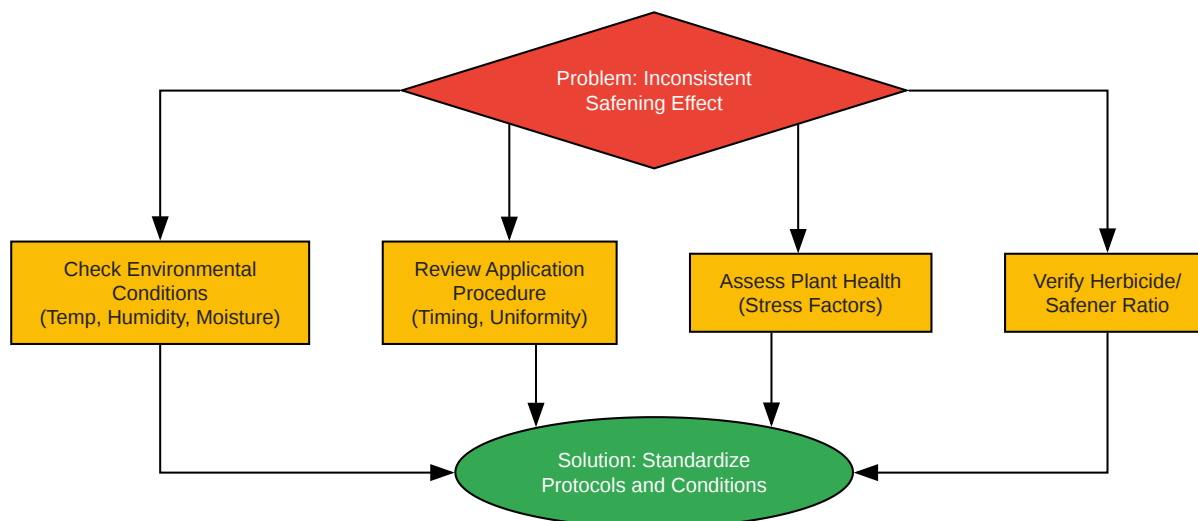 Problem: Inconsistent
Safening Effect
Check Environmental
Conditions
(Temp, Humidity, Moisture)
Review Application
Procedure
(Timing, Uniformity)
Assess Plant Health
(Stress Factors)
Verify Herbicide/
Safener Ratio
Solution: Standardize
Protocols and Conditions